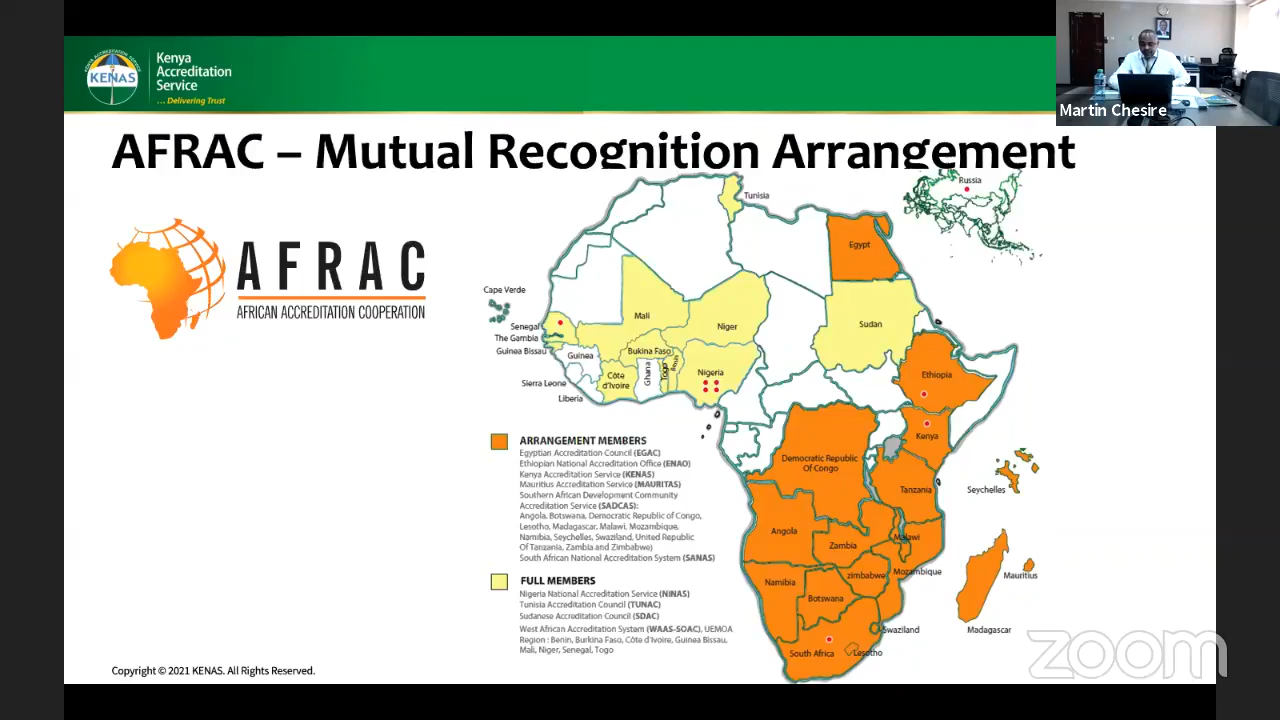 KENAS
Kenya
Accreditation
Service
... Delivering Trust
Martin Chesire
AFRAC – Mutual Recognition Arrangement
AFRAC
AFRICAN ACCREDITATION COOPERATION
Russia
Tunisia
Egypt
Cape Verde
Mali
Niger
Sudan
Senegal
The Gambia
Guinea Bissau
Guinea
Bukina Faso
Ghana
Togo
Benin
Côte
d'Ivoire
Nigeria
Sierra Leone
Liberia
Ethiopia
Kenya
Democratic Republic
Of Congo
Tanzania
Seychelles
Angola
Malawi
Zambia
Mozambique
zimbabwe
Namibia
Botswana
Mauritius
Madagascar
Swaziland
South Africa
Lesotho
ARRANGEMENT MEMBERS
Egyptian Accreditation Council (EGAC)
Ethiopian National Accreditation Office (ENAO)
Kenya Accreditation Service (KENAS)
Mauritius Accreditation Service (MAURITAS)
Southern African Development Community
Accreditation Service (SADCAS):
Angola, Botswana, Democratic Republic of Congo,
Lesotho, Madagascar, Malawi, Mozambique,
Namibia, Seychelles, Swaziland, United Republic
Of Tanzania, Zambia and Zimbabwe)
South African National Accreditation System (SANAS)
FULL MEMBERS
Nigeria National Accreditation Service (NiNAS)
Tunisia Accreditation Council (TUNAC)
Sudanese Accreditation Council (SDAC)
West African Accreditation System (WAAS-SOAC), UEMOA
Region : Benin, Burkina Faso, Côte d'Ivoire, Guinea Bissau,
Mali, Niger, Senegal, Togo
Copyright © 2021 KENAS. All Rights Reserved.
zoom